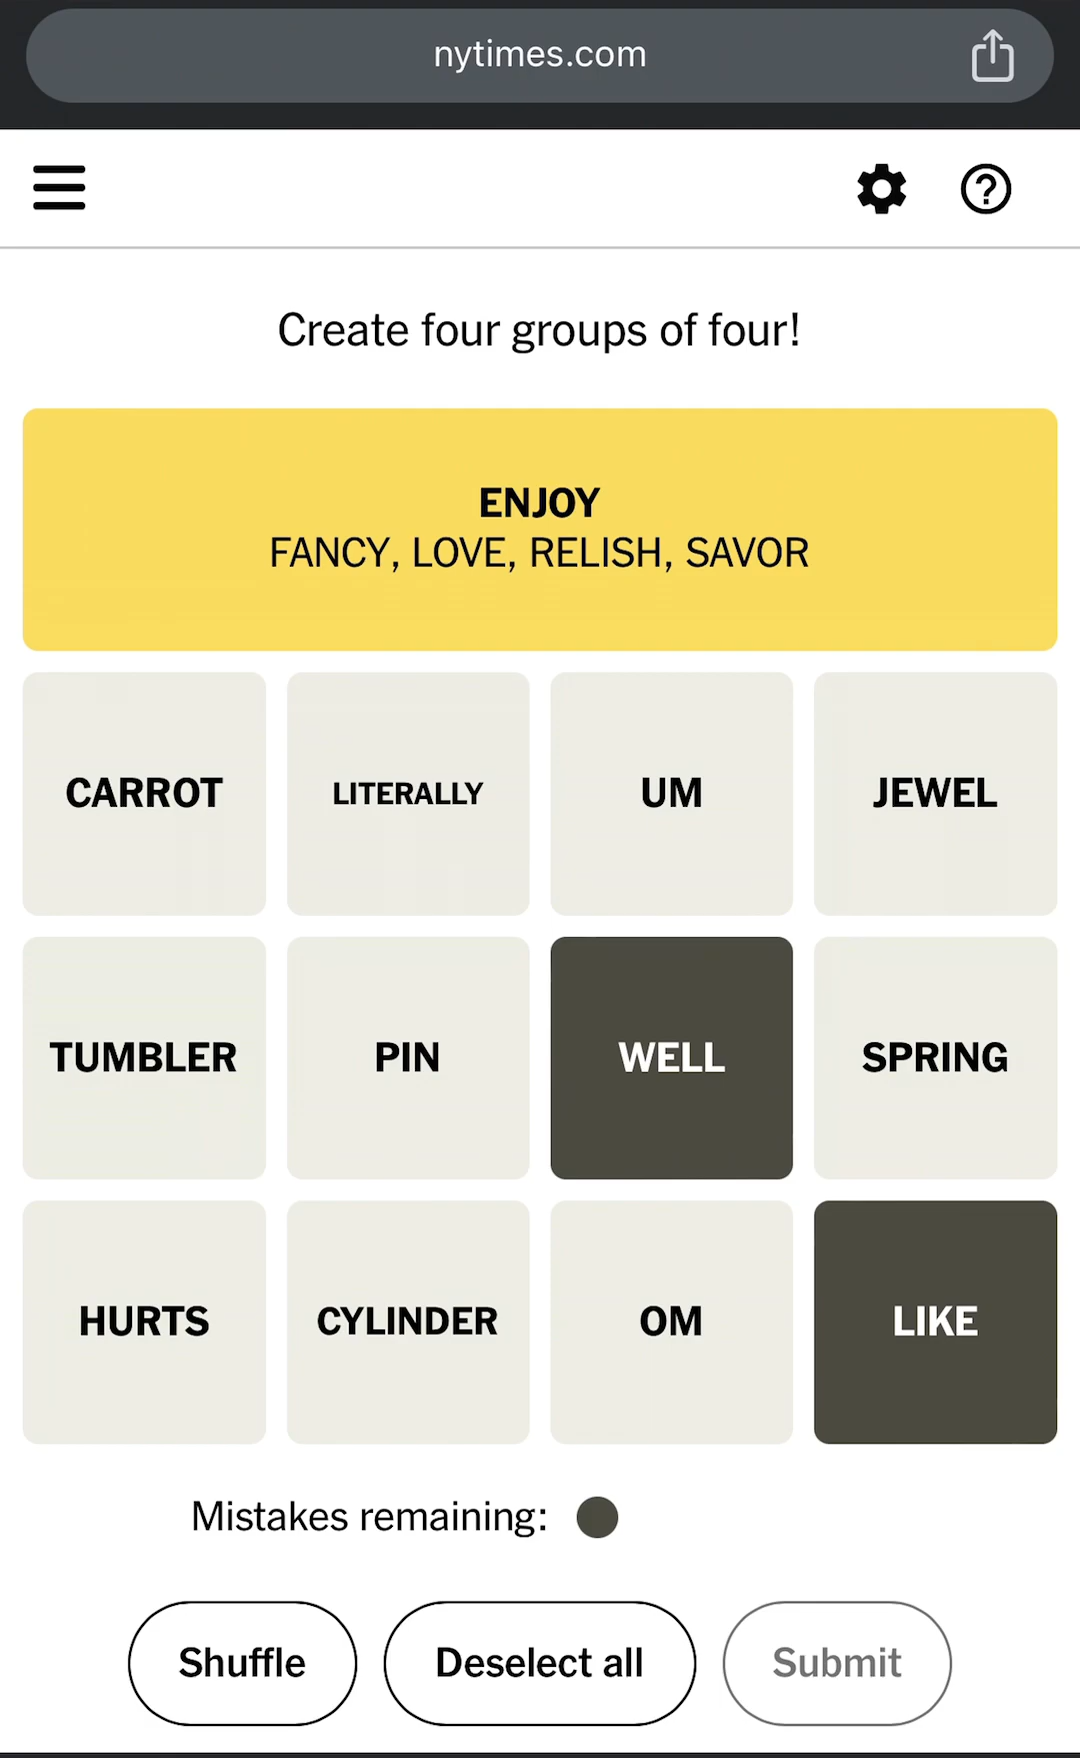 nytimes.com
Create four groups of four!
ENJOY
FANCY, LOVE, RELISH, SAVOR
CARROT LITERALLY UM JEWEL
TUMBLER PIN WELL SPRING
HURTS CYLINDER OM LIKE
Mistakes remaining:
Shuffle Deselect all Submit